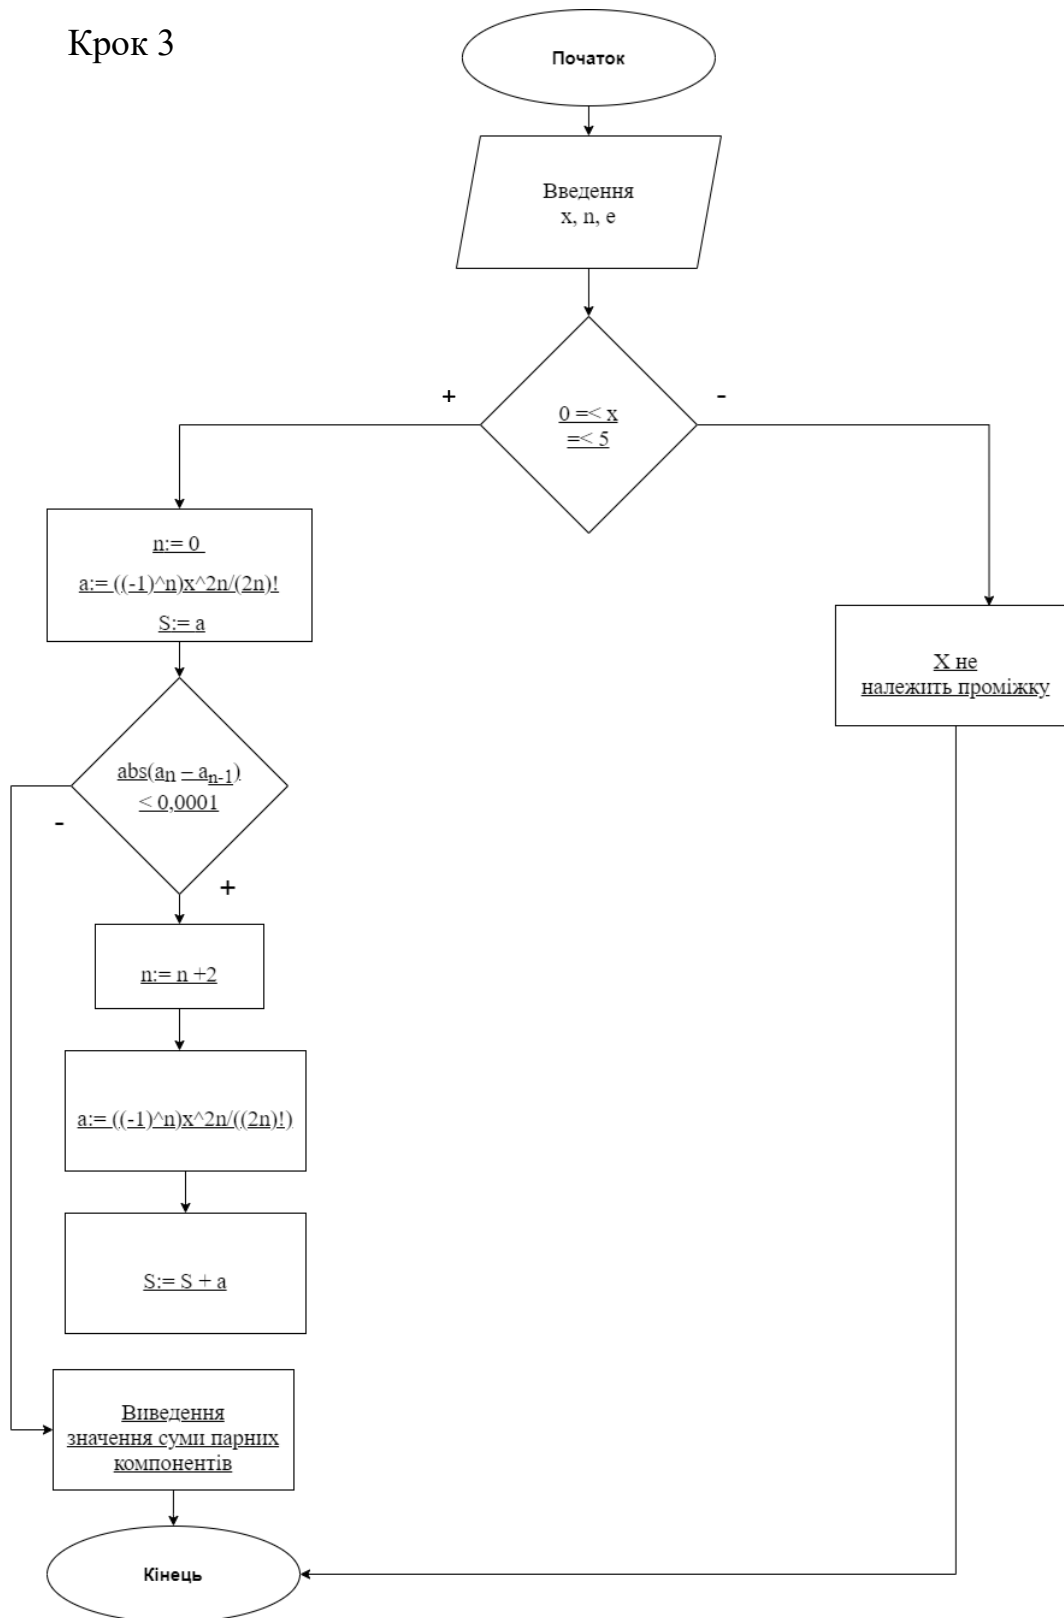 Крок 3
Початок
Введення
x, n, e
+
-
0 =< x
=< 5
n:= 0
a:= ((-1)^n)x^2n/(2n)!
S:= a
X не
належить проміжку
abs(an – an-1)
< 0,0001
-
+
n:= n +2
a:= ((-1)^n)x^2n/((2n)!)
S:= S + a
Виведення
значення суми парних
компонентів
Кінець